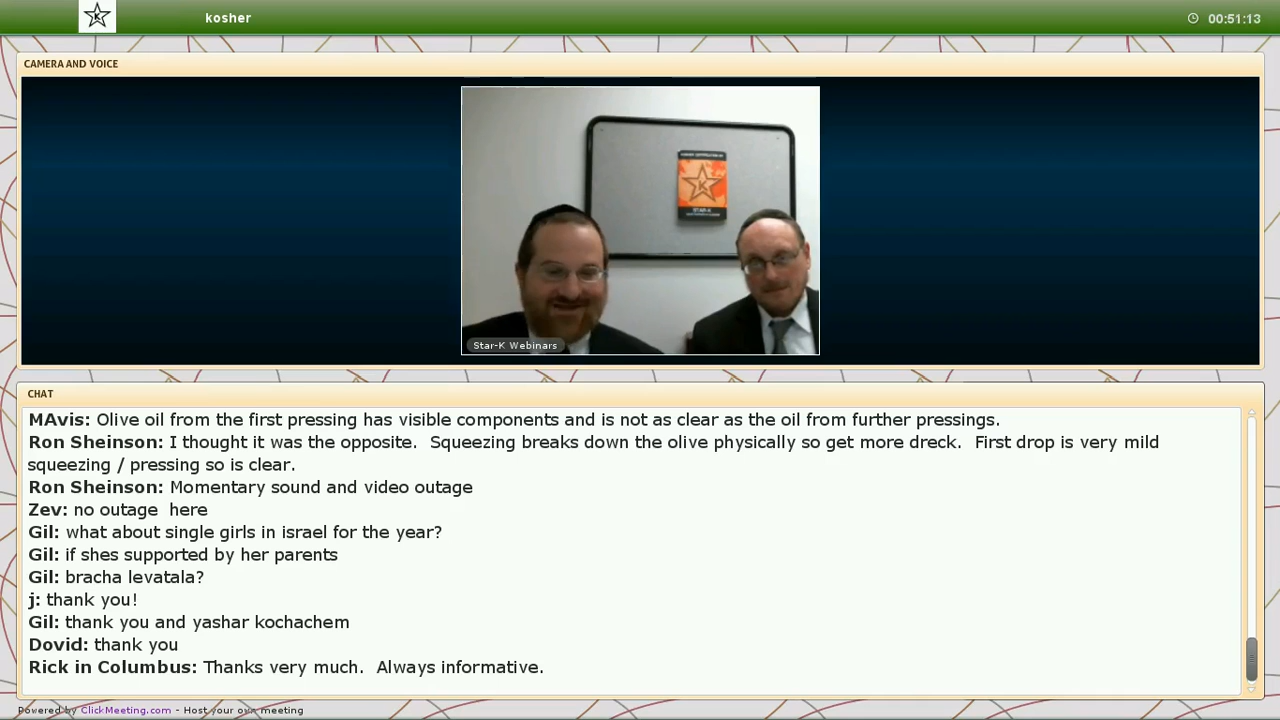 K
kosher
00:51:13
CAMERA AND VOICE
K
STAR-K
Star-K Webinars
CHAT
MAvis: Olive oil from the first pressing has visible components and is not as clear as the oil from further pressings.
Ron Sheinson: I thought it was the opposite.  Squeezing breaks down the olive physically so get more dreck.  First drop is very mild
squeezing / pressing so is clear.
Ron Sheinson: Momentary sound and video outage
Zev: no outage  here
Gil: what about single girls in israel for the year?
Gil: if shes supported by her parents
Gil: bracha levatala?
j: thank you!
Gil: thank you and yashar kochachem
Dovid: thank you
Rick in Columbus: Thanks very much.  Always informative.
Powered by ClickMeeting.com - Host your own meeting